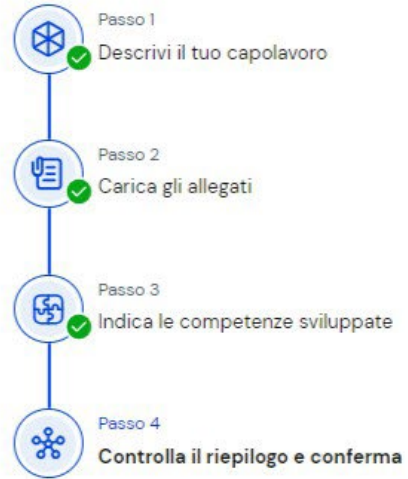 Passo 1
Descrivi il tuo capolavoro
Passo 2
Carica gli allegati
Passo 3
Indica le competenze sviluppate
Passo 4
Controlla il riepilogo e conferma